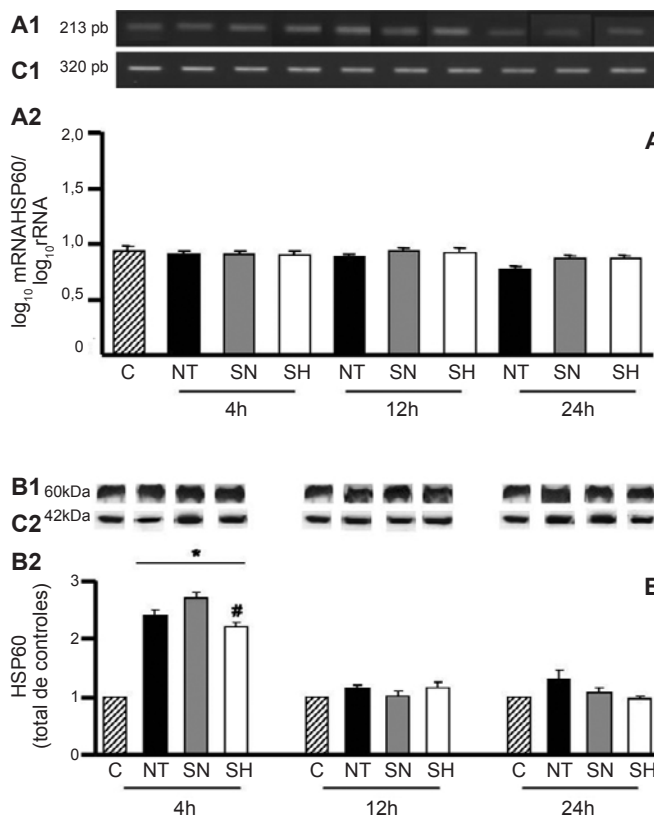 A1 213 pb
C1 320 pb
A2
A
log₁₀ mRNAHSP60/
log₁₀rRNA
2,0
1,5
1,0
0,5
0
C NT SN SH NT SN SH NT SN SH
4h 12h 24h
B1 60kDa
C2 42kDa
B2
B
*
#
HSP60
(total de controles)
3
2
1
0
C NT SN SH C NT SN SH C NT SN SH
4h 12h 24h